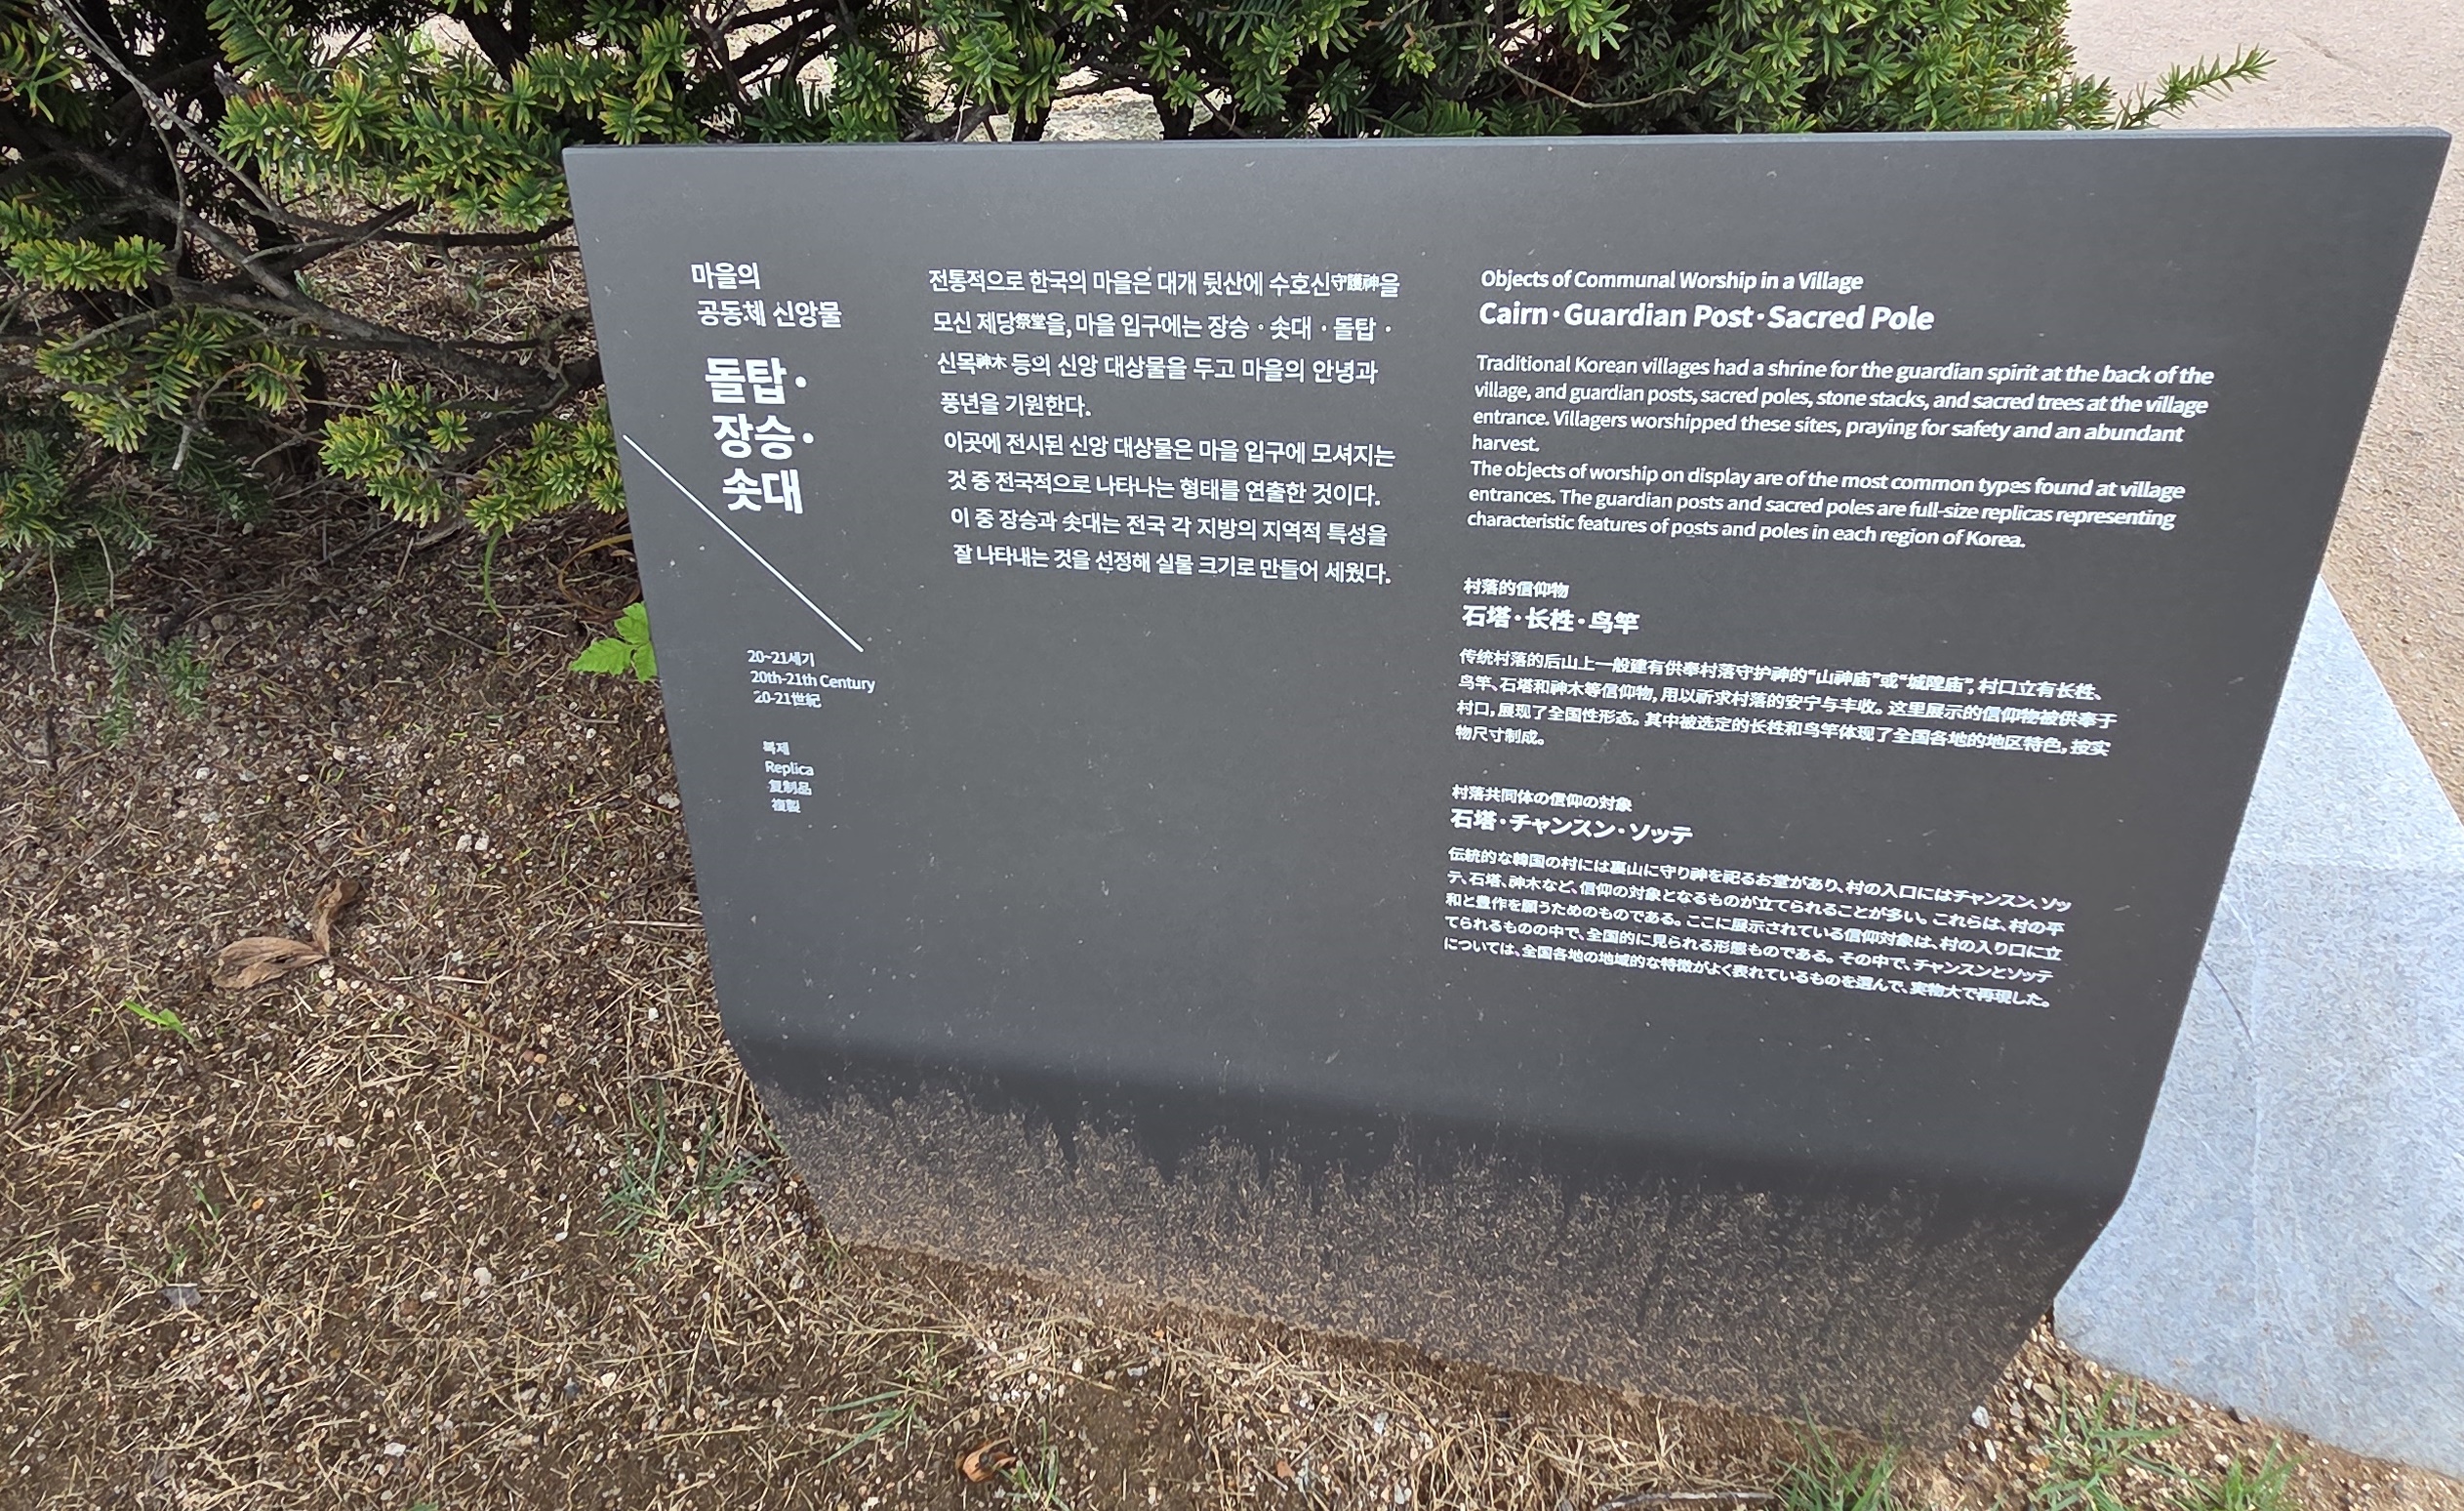 마을의
공동체 신앙물
돌탑·
장승·
솟대
20~21세기
20th-21th Century
20-21世紀
복제
Replica
复制品
複製
전통적으로 한국의 마을은 대개 뒷산에 수호신守護神을
모신 제당祭堂을, 마을 입구에는 장승 · 솟대 · 돌탑 ·
신목神木 등의 신앙 대상물을 두고 마을의 안녕과
풍년을 기원한다.
이곳에 전시된 신앙 대상물은 마을 입구에 모셔지는
것 중 전국적으로 나타나는 형태를 연출한 것이다.
이 중 장승과 솟대는 전국 각 지방의 지역적 특성을
잘 나타내는 것을 선정해 실물 크기로 만들어 세웠다.
Objects of Communal Worship in a Village
Cairn·Guardian Post·Sacred Pole
Traditional Korean villages had a shrine for the guardian spirit at the back of the
village, and guardian posts, sacred poles, stone stacks, and sacred trees at the village
entrance. Villagers worshipped these sites, praying for safety and an abundant
harvest.
The objects of worship on display are of the most common types found at village
entrances. The guardian posts and sacred poles are full-size replicas representing
characteristic features of posts and poles in each region of Korea.
村落的信仰物
石塔·长栍·鸟竿
传统村落的后山上一般建有供奉村落守护神的“山神庙”或“城隍庙”, 村口立有长栍、
鸟竿、石塔和神木等信仰物, 用以祈求村落的安宁与丰收。这里展示的信仰物被供奉于
村口, 展现了全国性形态。其中被选定的长栍和鸟竿体现了全国各地的地区特色, 按实
物尺寸制成。
村落共同体の信仰の対象
石塔·チャンスン·ソッテ
伝統的な韓国の村には裏山に守り神を祀るお堂があり、村の入口にはチャンスン、ソッ
テ、石塔、神木など、信仰の対象となるものが立てられることが多い。これらは、村の平
和と豊作を願うためのものである。ここに展示されている信仰対象は、村の入り口に立
てられるものの中で、全国的に見られる形態ものである。その中で、チャンスンとソッテ
については、全国各地の地域的な特徴がよく表れているものを選んで、実物大で再現した。